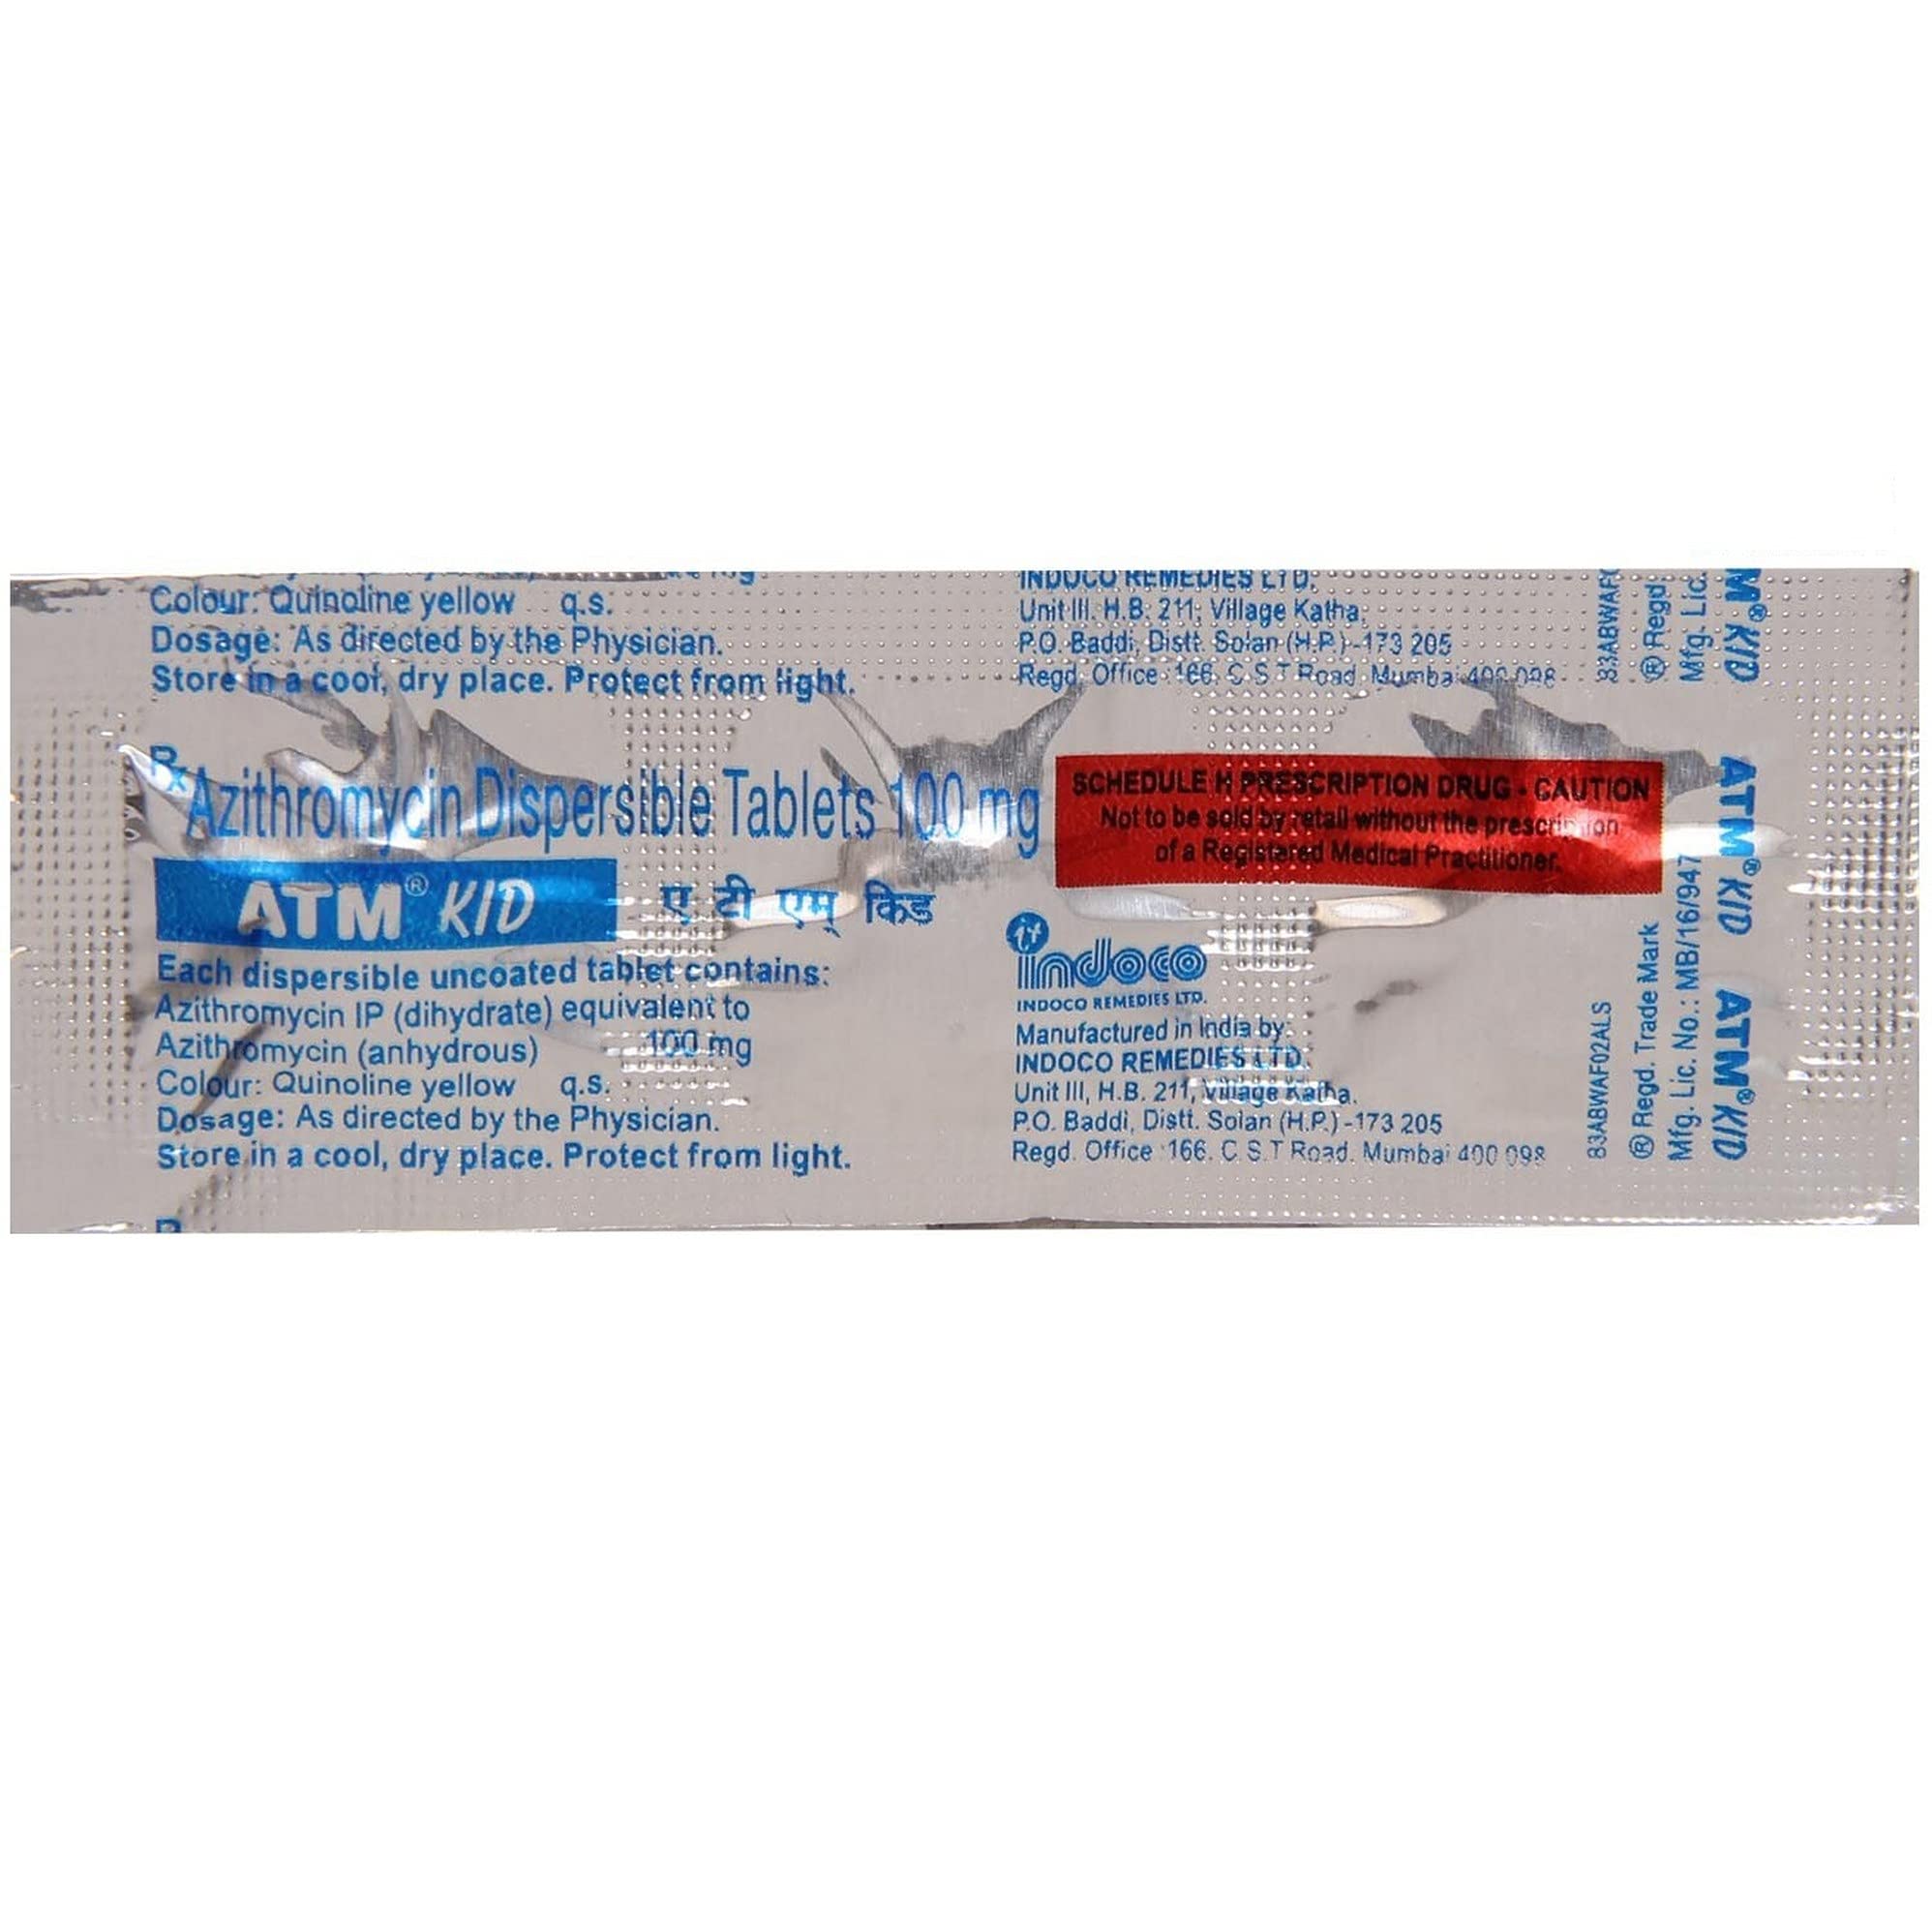 INDOCO REMEDIES LTD.
Colour: Quinoline yellow q.s.
Dosage: As directed by the Physician.
Store in a cool, dry place. Protect from light.
Unit III, H.B. 211, Village Katha,
P.O. Baddi, Distt. Solan (H.P.)-173 205
Regd. Office 166, C.S.T Road, Mumbai 400 098
Rx
Azithromycin Dispersible Tablets 100 mg
ATM® KID
ए टी एम् किड
Each dispersible uncoated tablet contains:
Azithromycin IP (dihydrate) equivalent to
Azithromycin (anhydrous) 100 mg
Colour: Quinoline yellow q.s.
Dosage: As directed by the Physician.
Store in a cool, dry place. Protect from light.
SCHEDULE H PRESCRIPTION DRUG - CAUTION
Not to be sold by retail without the prescription
of a Registered Medical Practitioner.
indoco
INDOCO REMEDIES LTD.
Manufactured in India by:
INDOCO REMEDIES LTD.
Unit III, H.B. 211, Village Katha,
P.O. Baddi, Distt. Solan (H.P.)-173 205
Regd. Office 166, C.S.T Road, Mumbai 400 098
® Regd.
Mfg. Lic.
® KID
83ABWAF02ALS
® Regd. Trade Mark
Mfg. Lic. No.: MB/16/947
ATM® KID ATM® KID